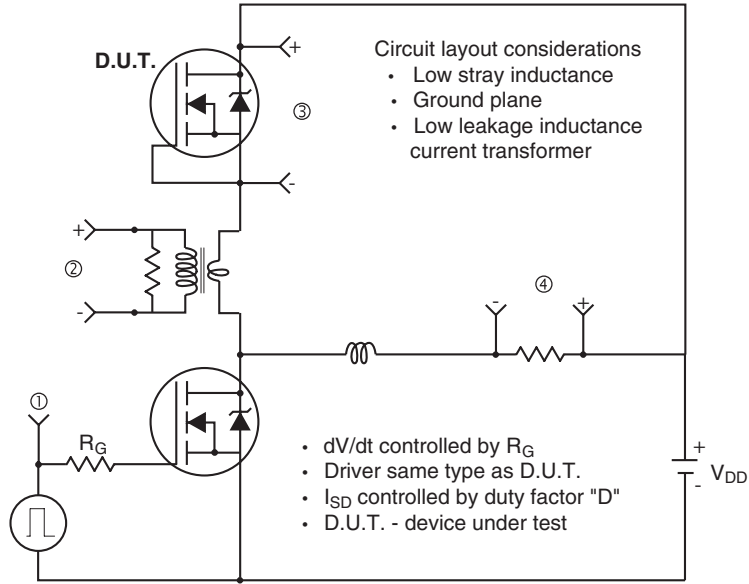 D.U.T.
+
③
-
Circuit layout considerations
• Low stray inductance
• Ground plane
• Low leakage inductance
current transformer
+
②
-
④
- +
①
R_G
• dV/dt controlled by R_G
• Driver same type as D.U.T.
• I_SD controlled by duty factor "D"
• D.U.T. - device under test
+
V_DD
-